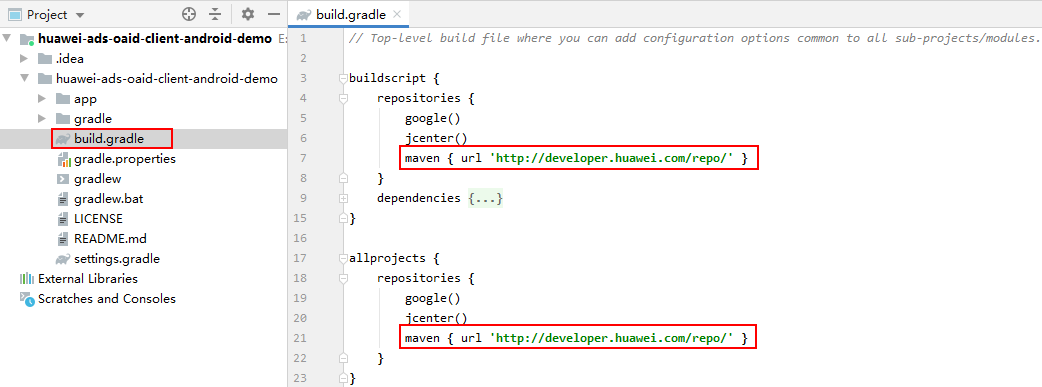 Project
huawei-ads-oaid-client-android-demo E:
.idea
huawei-ads-oaid-client-android-demo
app
gradle
build.gradle
gradle.properties
gradlew
gradlew.bat
LICENSE
README.md
settings.gradle
External Libraries
Scratches and Consoles
build.gradle
1 // Top-level build file where you can add configuration options common to all sub-projects/modules.
2
3 buildscript {
4 repositories {
5 google()
6 jcenter()
7 maven { url 'http://developer.huawei.com/repo/' }
8 }
9 dependencies {...}
15 }
16
17 allprojects {
18 repositories {
19 google()
20 jcenter()
21 maven { url 'http://developer.huawei.com/repo/' }
22 }
23 }